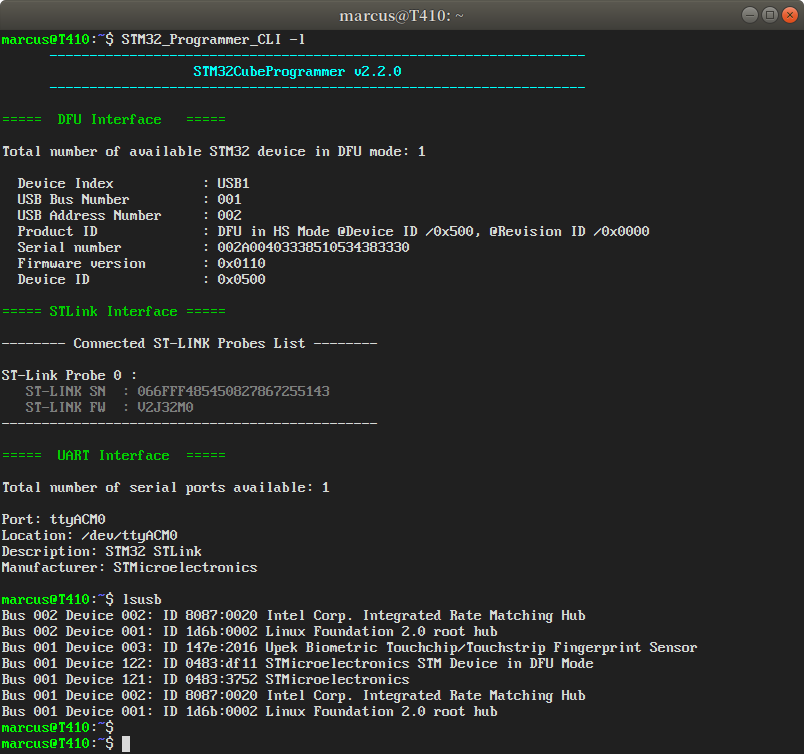 marcus@T410: ~
marcus@T410:~$ STM32_Programmer_CLI -l
-------------------------------------------------------------------
STM32CubeProgrammer v2.2.0
-------------------------------------------------------------------
===== DFU Interface =====
Total number of available STM32 device in DFU mode: 1
Device Index : USB1
USB Bus Number : 001
USB Address Number : 002
Product ID : DFU in HS Mode @Device ID /0x500, @Revision ID /0x0000
Serial number : 002A00403338510534383330
Firmware version : 0x0110
Device ID : 0x0500
===== STLink Interface =====
-------- Connected ST-LINK Probes List --------
ST-Link Probe 0 :
ST-LINK SN : 066FFF485450827867255143
ST-LINK FW : V2J32M0
-----------------------------------------------
===== UART Interface =====
Total number of serial ports available: 1
Port: ttyACM0
Location: /dev/ttyACM0
Description: STM32 STLink
Manufacturer: STMicroelectronics
marcus@T410:~$ lsusb
Bus 002 Device 002: ID 8087:0020 Intel Corp. Integrated Rate Matching Hub
Bus 002 Device 001: ID 1d6b:0002 Linux Foundation 2.0 root hub
Bus 001 Device 003: ID 147e:2016 Upek Biometric Touchchip/Touchstrip Fingerprint Sensor
Bus 001 Device 122: ID 0483:df11 STMicroelectronics STM Device in DFU Mode
Bus 001 Device 121: ID 0483:3752 STMicroelectronics
Bus 001 Device 002: ID 8087:0020 Intel Corp. Integrated Rate Matching Hub
Bus 001 Device 001: ID 1d6b:0002 Linux Foundation 2.0 root hub
marcus@T410:~$
marcus@T410:~$